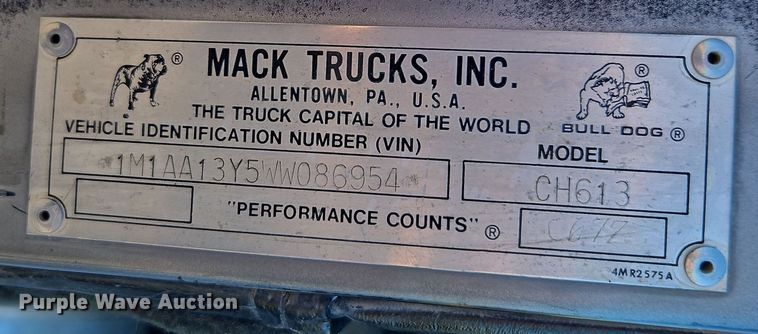 MACK TRUCKS, INC.
ALLENTOWN, PA., U.S.A.
THE TRUCK CAPITAL OF THE WORLD
BULL DOG ®
VEHICLE IDENTIFICATION NUMBER (VIN)
MODEL
*1M1AA13Y5WW086954*
CH613
"PERFORMANCE COUNTS" ®
4MR2575A
Purple Wave Auction